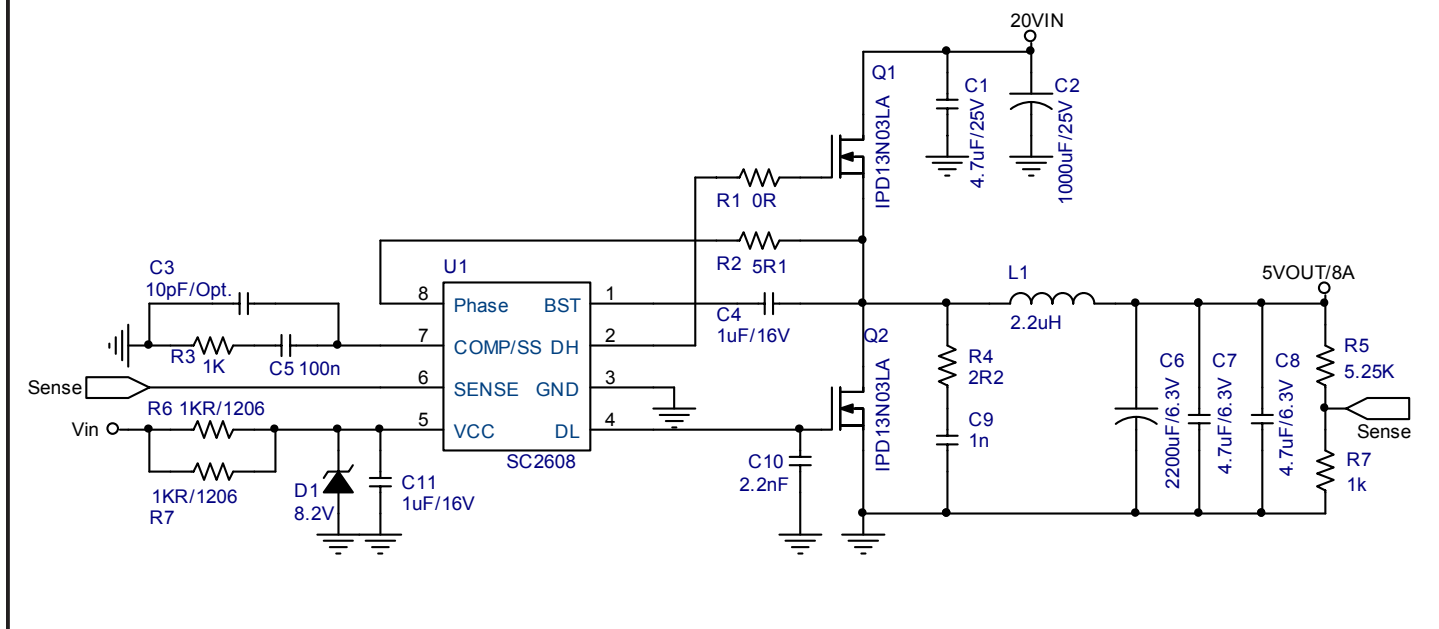 20VIN
Q1
IPD13N03LA
C1
4.7uF/25V
C2
1000uF/25V
R1 0R
R2 5R1
C3
10pF/Opt.
U1
8 Phase BST 1
7 COMP/SS DH 2
6 SENSE GND 3
5 VCC DL 4
SC2608
R3 1K
C5 100n
Sense
R6 1KR/1206
Vin
1KR/1206
R7
D1
8.2V
C11
1uF/16V
C4
1uF/16V
Q2
IPD13N03LA
C10
2.2nF
L1
2.2uH
R4
2R2
C9
1n
5VOUT/8A
C6
2200uF/6.3V
C7
4.7uF/6.3V
C8
4.7uF/6.3V
R5
5.25K
Sense
R7
1k